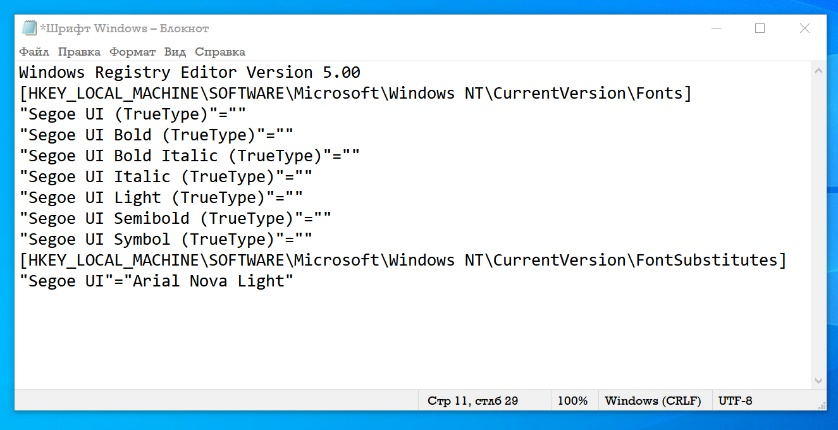 *Шрифт Windows – Блокнот
Файл Правка Формат Вид Справка
Windows Registry Editor Version 5.00
[HKEY_LOCAL_MACHINE\SOFTWARE\Microsoft\Windows NT\CurrentVersion\Fonts]
"Segoe UI (TrueType)"=""
"Segoe UI Bold (TrueType)"=""
"Segoe UI Bold Italic (TrueType)"=""
"Segoe UI Italic (TrueType)"=""
"Segoe UI Light (TrueType)"=""
"Segoe UI Semibold (TrueType)"=""
"Segoe UI Symbol (TrueType)"=""
[HKEY_LOCAL_MACHINE\SOFTWARE\Microsoft\Windows NT\CurrentVersion\FontSubstitutes]
"Segoe UI"="Arial Nova Light"
Стр 11, стлб 29 100% Windows (CRLF) UTF-8